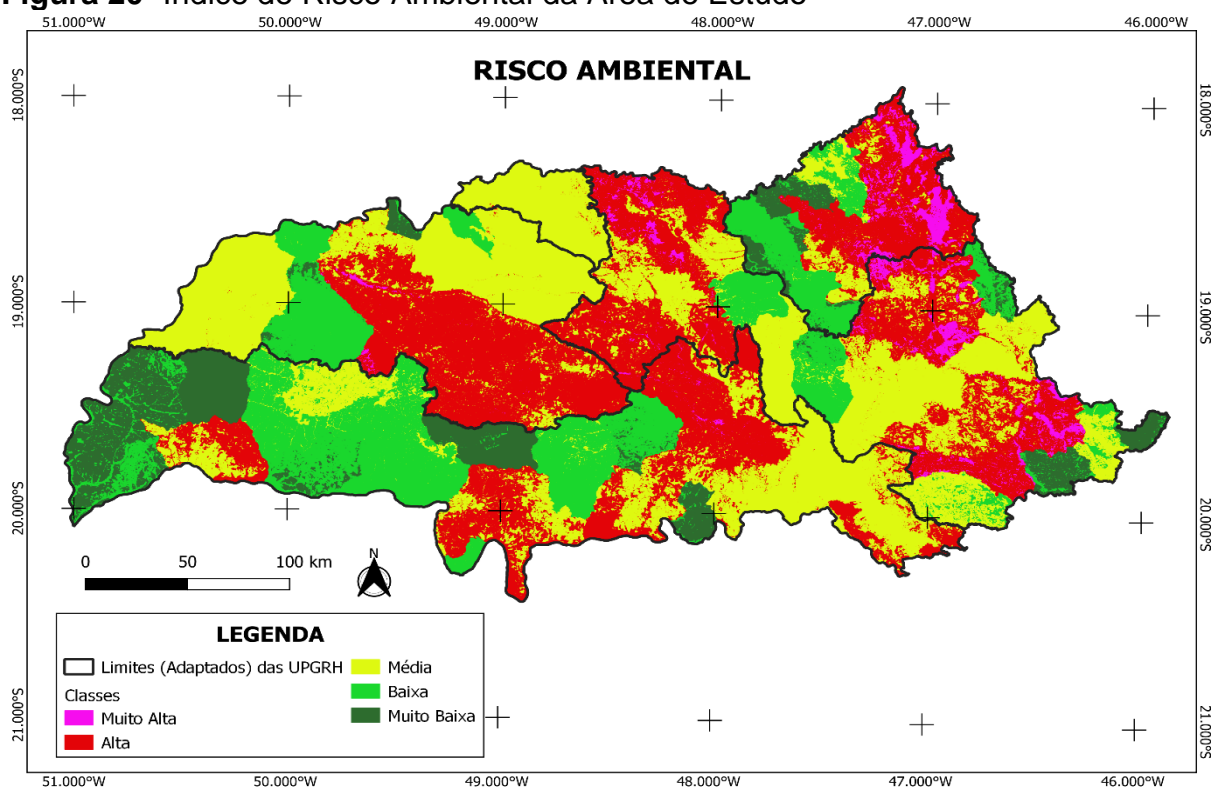 Figura 20- Índice de Risco Ambiental da Área de Estudo
51.000°W 50.000°W 49.000°W 48.000°W 47.000°W 46.000°W
RISCO AMBIENTAL
18.000°S 18.000°S
19.000°S 19.000°S
20.000°S 20.000°S
0 50 100 km
N
LEGENDA
Limites (Adaptados) das UPGRH
Classes
Muito Alta
Alta
Média
Baixa
Muito Baixa
21.000°S 21.000°S
51.000°W 50.000°W 49.000°W 48.000°W 47.000°W 46.000°W